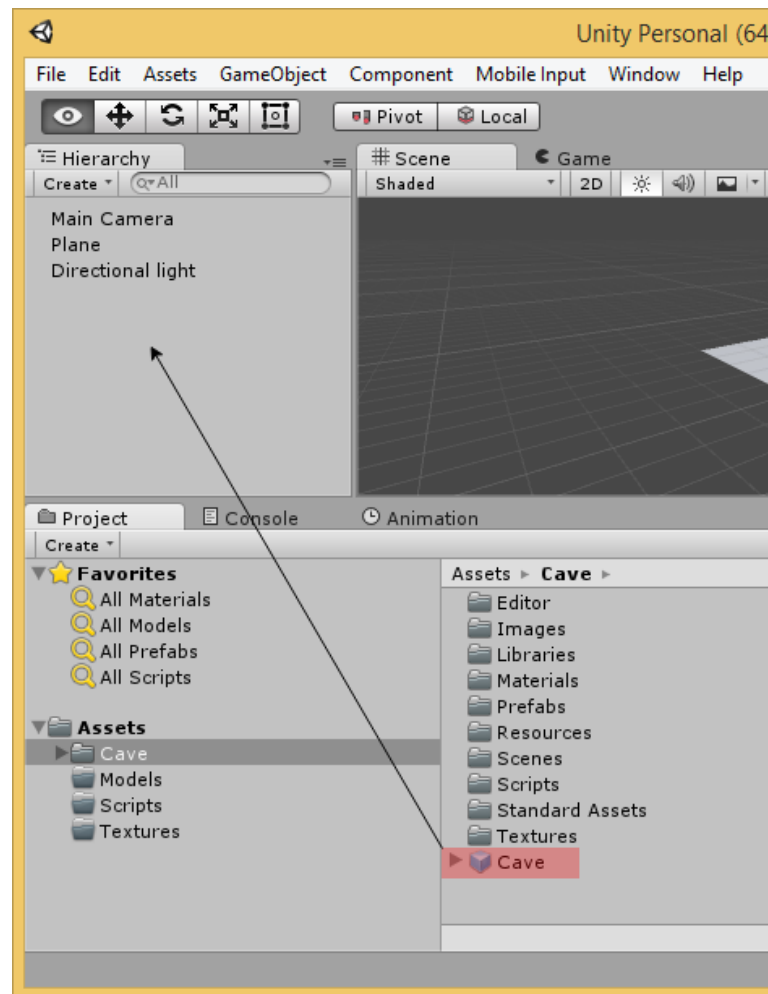 Unity Personal (64
File Edit Assets GameObject Component Mobile Input Window Help
Pivot Local
Hierarchy
Create All
Main Camera
Plane
Directional light
# Scene Game
Shaded 2D
Project Console Animation
Create
Favorites
All Materials
All Models
All Prefabs
All Scripts
Assets
Cave
Models
Scripts
Textures
Assets ▸ Cave ▸
Editor
Images
Libraries
Materials
Prefabs
Resources
Scenes
Scripts
Standard Assets
Textures
Cave